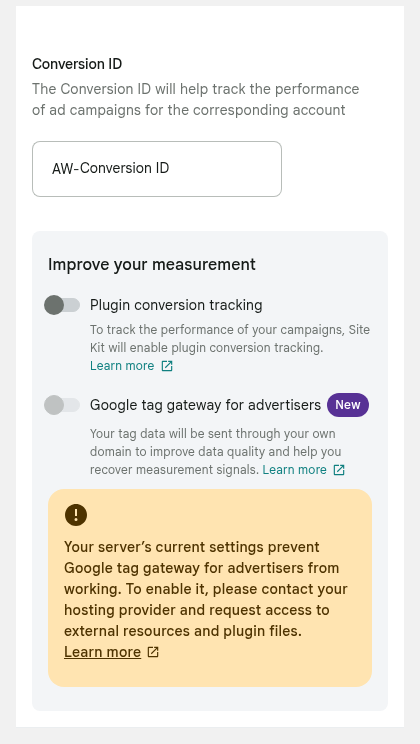 Conversion ID
The Conversion ID will help track the performance
of ad campaigns for the corresponding account
AW-Conversion ID
Improve your measurement
Plugin conversion tracking
To track the performance of your campaigns, Site
Kit will enable plugin conversion tracking.
Learn more
Google tag gateway for advertisers New
Your tag data will be sent through your own
domain to improve data quality and help you
recover measurement signals. Learn more
Your server’s current settings prevent
Google tag gateway for advertisers from
working. To enable it, please contact your
hosting provider and request access to
external resources and plugin files.
Learn more